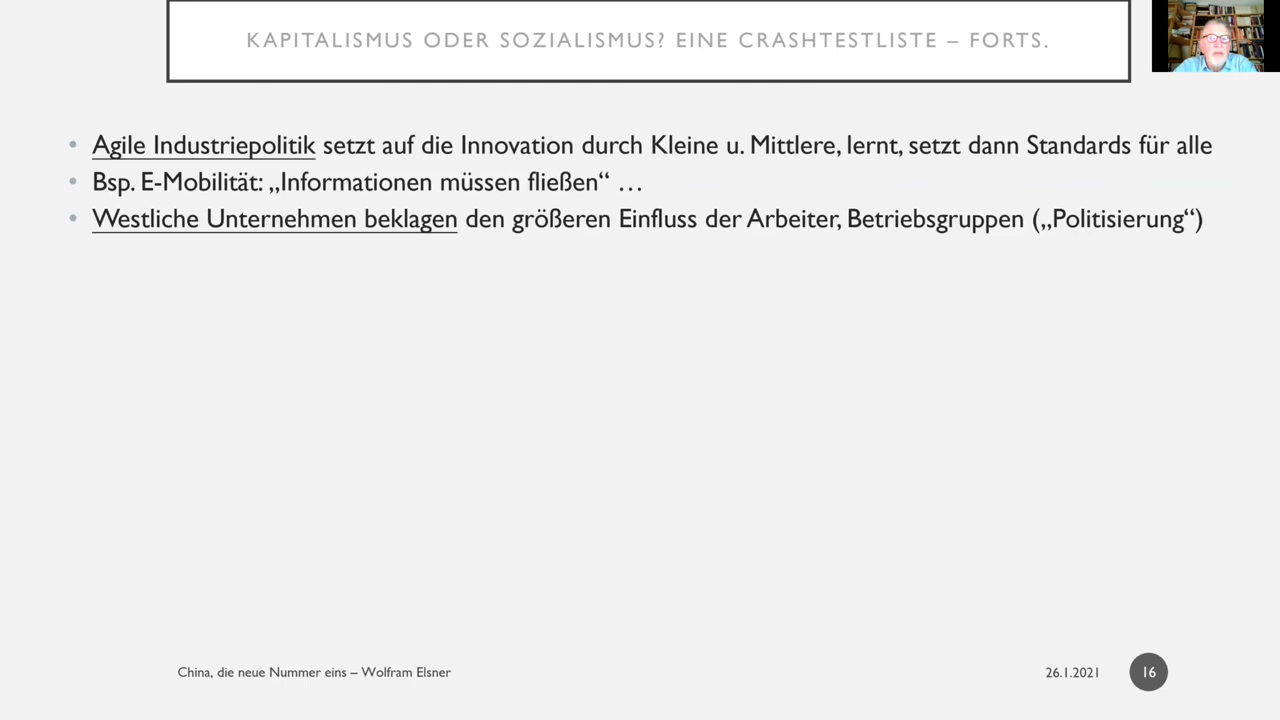 KAPITALISMUS ODER SOZIALISMUS? EINE CRASHTESTLISTE – FORTS.
• Agile Industriepolitik setzt auf die Innovation durch Kleine u. Mittlere, lernt, setzt dann Standards für alle
• Bsp. E-Mobilität: „Informationen müssen fließen“ …
• Westliche Unternehmen beklagen den größeren Einfluss der Arbeiter, Betriebsgruppen („Politisierung“)
China, die neue Nummer eins – Wolfram Elsner
26.1.2021
16